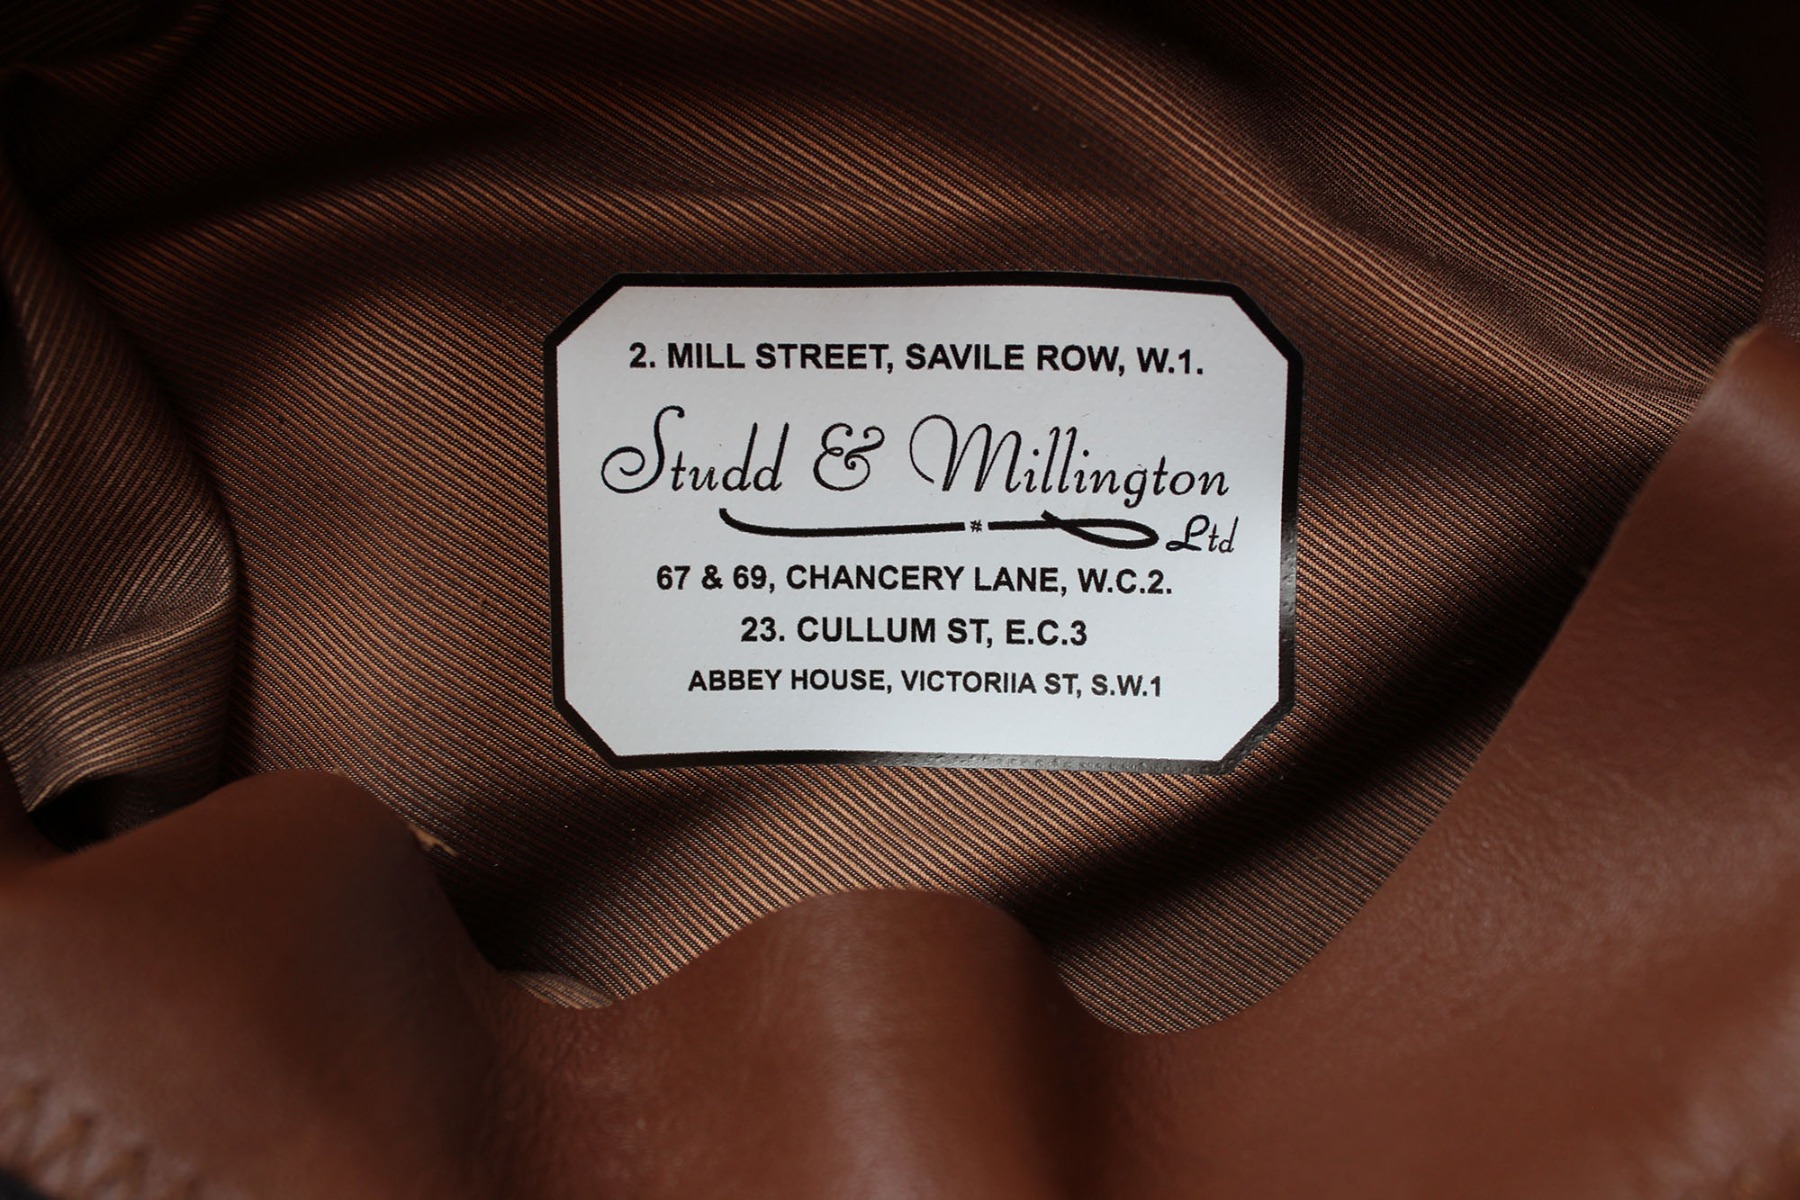 2. MILL STREET, SAVILE ROW, W.1.
Studd & Millington
#
Ltd
67 & 69, CHANCERY LANE, W.C.2.
23. CULLUM ST, E.C.3
ABBEY HOUSE, VICTORIIA ST, S.W.1